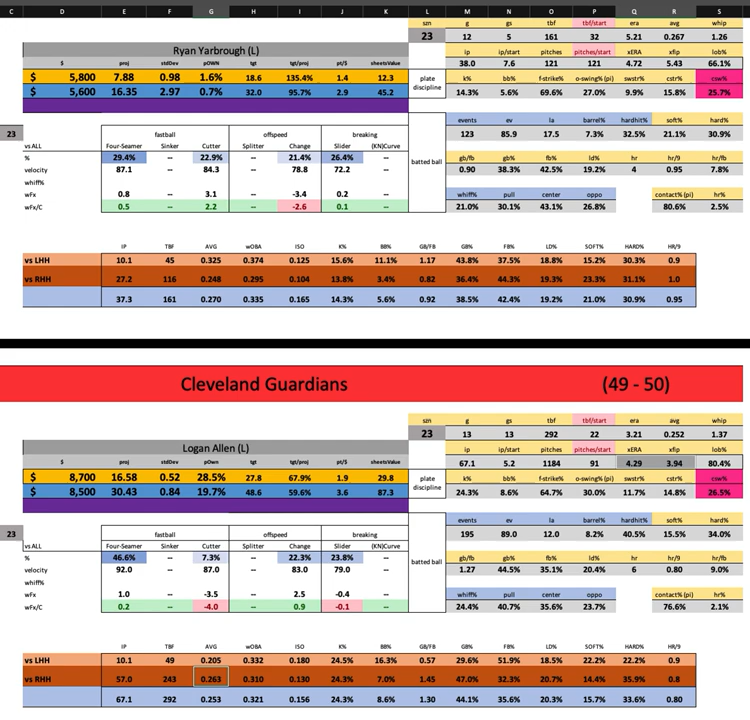 C D E F G H I J K L M N O P Q R S
szn g gs tbf tbf/start era avg whip
23 12 5 161 32 5.21 0.267 1.26
Ryan Yarbrough (L)
ip ip/start pitches pitches/start xERA xfip lob%
38.0 7.6 121 121 4.72 5.43 66.1%
$ proj stdDev pOWN tgt tgt/proj pt/$ sheetsValue
$ 5,800 7.88 0.98 1.6% 18.6 135.4% 1.4 12.3
$ 5,600 16.35 2.97 0.7% 32.0 95.7% 2.9 45.2
plate discipline
k% bb% f-strike% o-swing% (pi) swstr% cstr% csw%
14.3% 5.6% 69.6% 27.0% 9.9% 15.8% 25.7%
events ev la barrel% hardhit% soft% hard%
123 85.9 17.5 7.3% 32.5% 21.1% 30.9%
23
fastball offspeed breaking
vs ALL Four-Seamer Sinker Cutter Splitter Change Slider (KN)Curve
% 29.4% -- 22.9% -- 21.4% 26.4% --
velocity 87.1 -- 84.3 -- 78.8 72.2 --
whiff%
wFx 0.8 -- 3.1 -- -3.4 0.2 --
wFx/C 0.5 -- 2.2 -- -2.6 0.1 --
batted ball
gb/fb gb% fb% ld% hr hr/9 hr/fb
0.90 38.3% 42.5% 19.2% 4 0.95 7.8%
whiff% pull center oppo contact% (pi) hr%
21.0% 30.1% 43.1% 26.8% 80.6% 2.5%
IP TBF AVG wOBA ISO K% BB% GB/FB GB% FB% LD% SOFT% HARD% HR/9
vs LHH 10.1 45 0.325 0.374 0.125 15.6% 11.1% 1.17 43.8% 37.5% 18.8% 15.2% 30.3% 0.9
vs RHH 27.2 116 0.248 0.295 0.104 13.8% 3.4% 0.82 36.4% 44.3% 19.3% 23.3% 31.1% 1.0
37.3 161 0.270 0.335 0.165 14.3% 5.6% 0.92 38.5% 42.4% 19.2% 21.0% 30.9% 0.95
Cleveland Guardians (49 - 50)
szn g gs tbf tbf/start era avg whip
23 13 13 292 22 3.21 0.252 1.37
Logan Allen (L)
ip ip/start pitches pitches/start xERA xfip lob%
67.1 5.2 1184 91 4.29 3.94 80.4%
$ proj stdDev pOwn tgt tgt/proj pt/$ sheetsValue
$ 8,700 16.58 0.52 28.5% 27.8 67.9% 1.9 29.8
$ 8,500 30.43 0.84 19.7% 48.6 59.6% 3.6 87.3
plate discipline
k% bb% f-strike% o-swing% (pi) swstr% cstr% csw%
24.3% 8.6% 64.7% 30.0% 11.7% 14.8% 26.5%
events ev la barrel% hardhit% soft% hard%
195 89.0 12.0 8.2% 40.5% 15.5% 34.0%
23
fastball offspeed breaking
vs ALL Four-Seamer Sinker Cutter Splitter Change Slider (KN)Curve
% 46.6% -- 7.3% -- 22.3% 23.8% --
velocity 92.0 -- 87.0 -- 83.0 79.0 --
whiff%
wFx 1.0 -- -3.5 -- 2.5 -0.4 --
wFx/C 0.2 -- -4.0 -- 0.9 -0.1 --
batted ball
gb/fb gb% fb% ld% hr hr/9 hr/fb
1.27 44.5% 35.1% 20.4% 6 0.80 9.0%
whiff% pull center oppo contact% (pi) hr%
24.4% 40.7% 35.6% 23.7% 76.6% 2.1%
IP TBF AVG wOBA ISO K% BB% GB/FB GB% FB% LD% SOFT% HARD% HR/9
vs LHH 10.1 49 0.205 0.332 0.180 24.5% 16.3% 0.57 29.6% 51.9% 18.5% 22.2% 22.2% 0.9
vs RHH 57.0 243 0.263 0.310 0.130 24.3% 7.0% 1.45 47.0% 32.3% 20.7% 14.4% 35.9% 0.8
67.1 292 0.253 0.321 0.156 24.3% 8.6% 1.30 44.1% 35.6% 20.3% 15.7% 33.6% 0.80